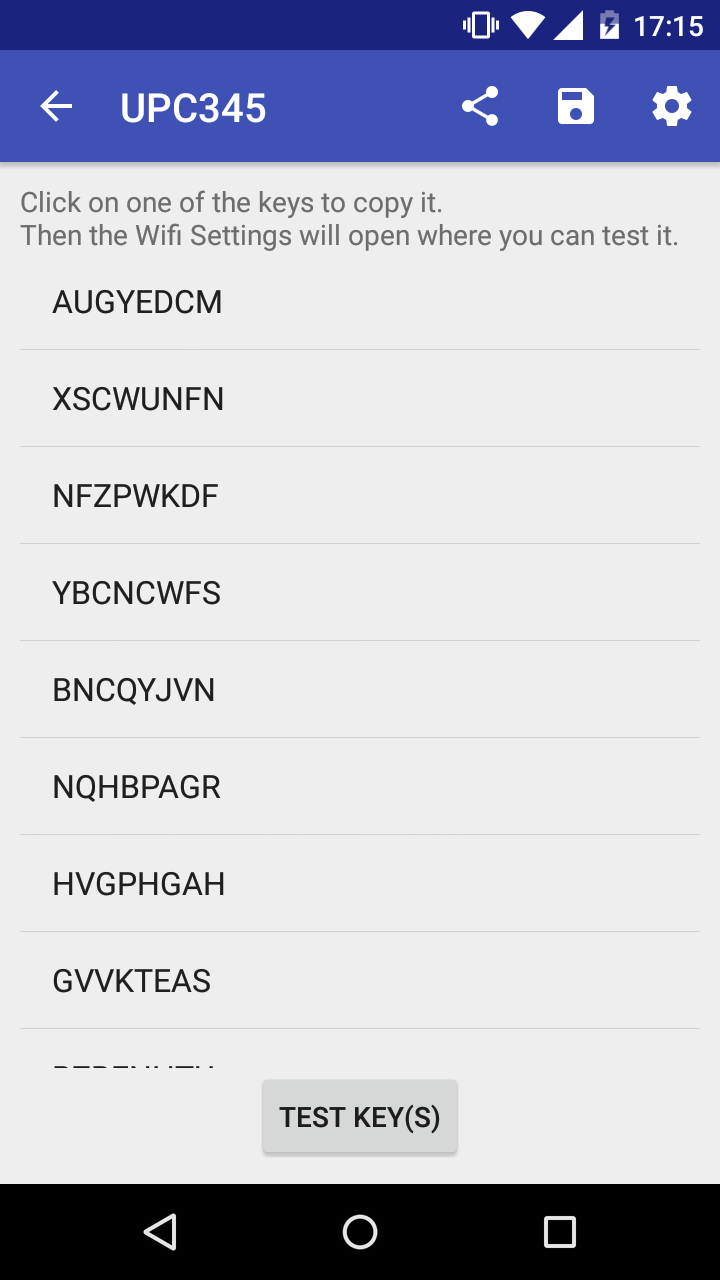 17:15
UPC345
Click on one of the keys to copy it.
Then the Wifi Settings will open where you can test it.
AUGYEDCM
XSCWUNFN
NFZPWKDF
YBCNCWFS
BNCQYJVN
NQHBPAGR
HVGPHGAH
GVVKTEAS
TEST KEY(S)